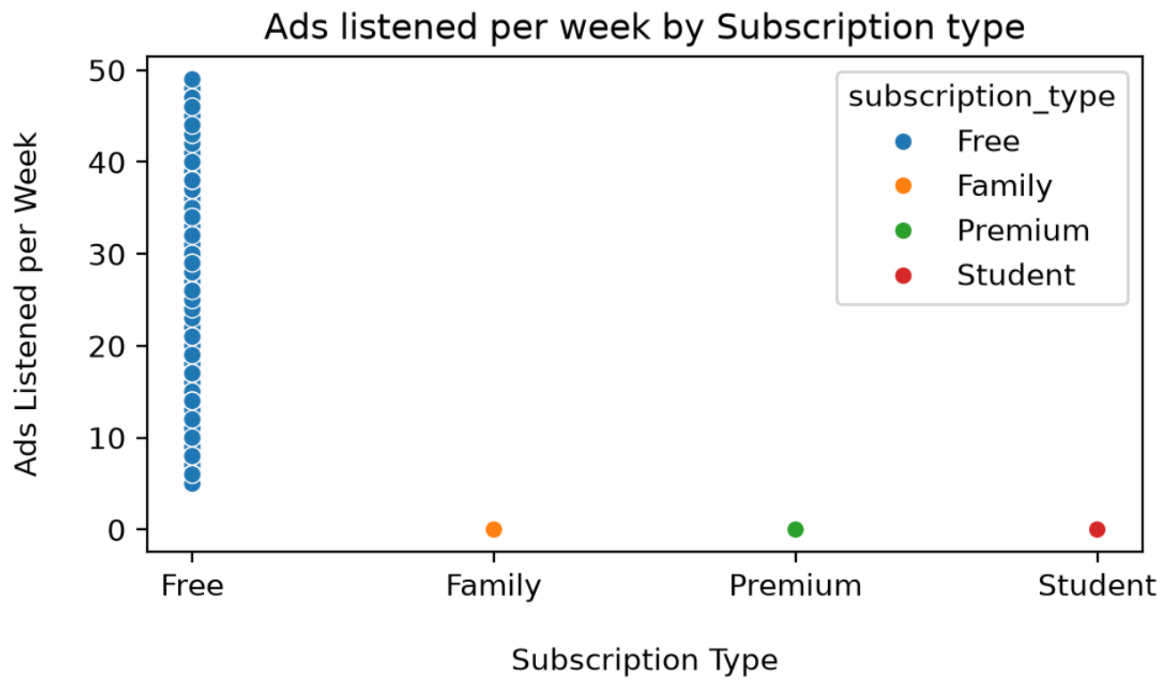 Ads listened per week by Subscription type
Ads Listened per Week
50
40
30
20
10
0
subscription_type
Free
Family
Premium
Student
Free Family Premium Student
Subscription Type